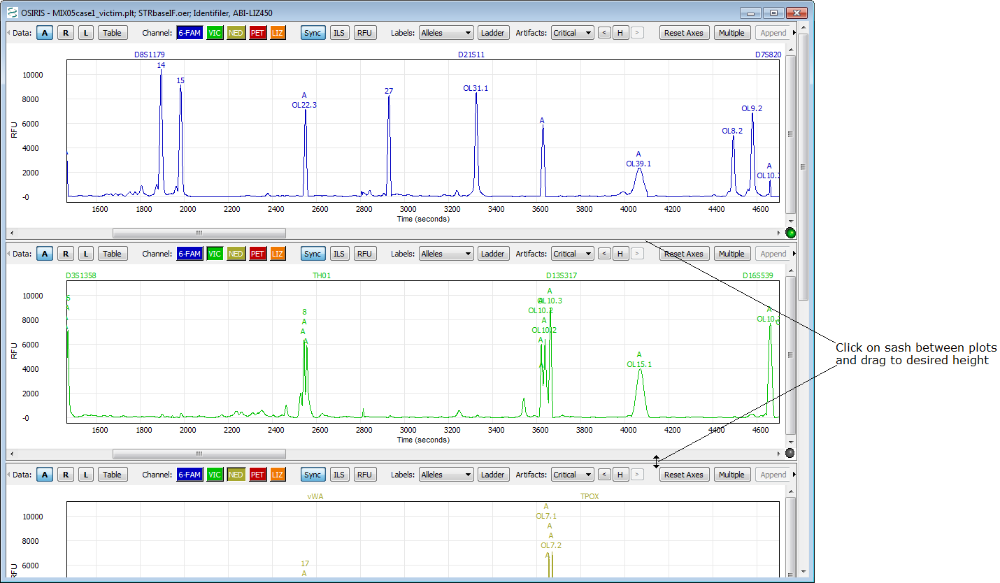 OSIRIS - MIX05case1_victim.plt; STRbaseIF.oer; Identifiler, ABI-LIZ450
Data: A R L Table Channel: 6-FAM VIC NED PET LIZ Sync ILS RFU Labels: Alleles Ladder Artifacts: Critical < H > Reset Axes Multiple Append
D8S1179 D21S11 D7S820
14
15
A
OL22.3
27
OL31.1
A
A
OL39.1
OL8.2
OL9.2
A
OL10.
10000
8000
6000
4000
2000
-0
RFU
1600 1800 2000 2200 2400 2600 2800 3000 3200 3400 3600 3800 4000 4200 4400 4600
Time (seconds)
Data: A R L Table Channel: 6-FAM VIC NED PET LIZ Sync ILS RFU Labels: Alleles Ladder Artifacts: Critical < H > Reset Axes Multiple Append
D3S1358 TH01 D13S317 D16S539
6
A
8
A
A
A
A
OL10.3
A
OL10.2
A
OL10.2
A
A
A
OL15.1
A
OL10.
10000
8000
6000
4000
2000
-0
RFU
1600 1800 2000 2200 2400 2600 2800 3000 3200 3400 3600 3800 4000 4200 4400 4600
Time (seconds)
Click on sash between plots
and drag to desired height
Data: A R L Table Channel: 6-FAM VIC NED PET LIZ Sync ILS RFU Labels: Alleles Ladder Artifacts: Critical < H > Reset Axes Multiple Append
vWA TPOX
A
OL7.1
A
A
OL7.2
A
17
A
10000
8000
6000
RFU